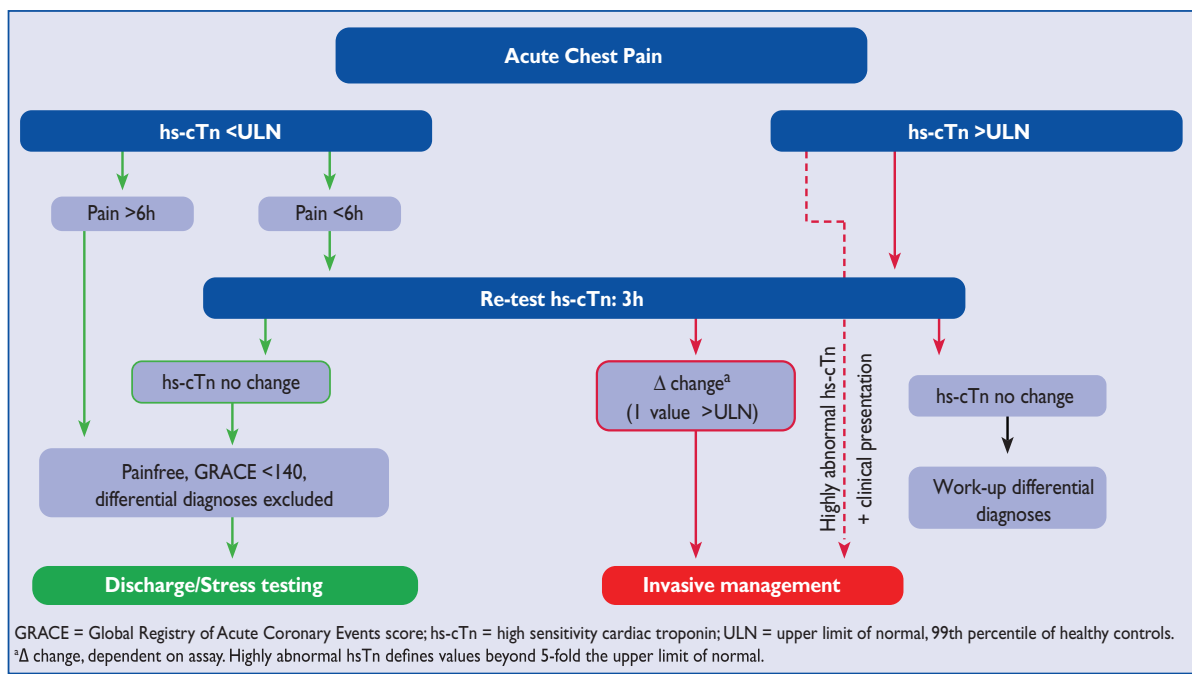 Acute Chest Pain
hs-cTn <ULN
hs-cTn >ULN
Pain >6h
Pain <6h
Re-test hs-cTn: 3h
hs-cTn no change
Δ changeᵃ
(1 value >ULN)
Highly abnormal hs-cTn
+ clinical presentation
hs-cTn no change
Painfree, GRACE <140,
differential diagnoses excluded
Work-up differential
diagnoses
Discharge/Stress testing
Invasive management
GRACE = Global Registry of Acute Coronary Events score; hs-cTn = high sensitivity cardiac troponin; ULN = upper limit of normal, 99th percentile of healthy controls.
ᵃΔ change, dependent on assay. Highly abnormal hsTn defines values beyond 5-fold the upper limit of normal.